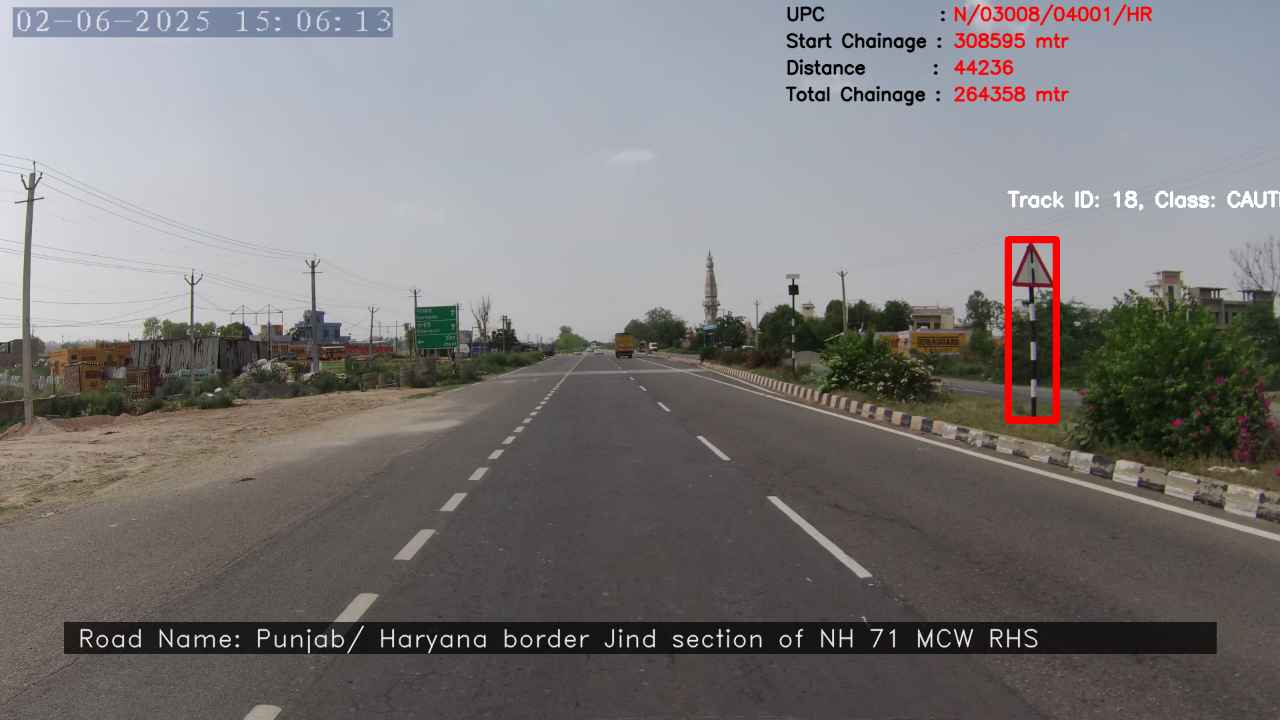 02-06-2025 15:06:13
UPC : N/03008/04001/HR
Start Chainage : 308595 mtr
Distance : 44236
Total Chainage : 264358 mtr
Track ID: 18, Class: CAUTI
Road Name: Punjab/ Haryana border Jind section of NH 71 MCW RHS